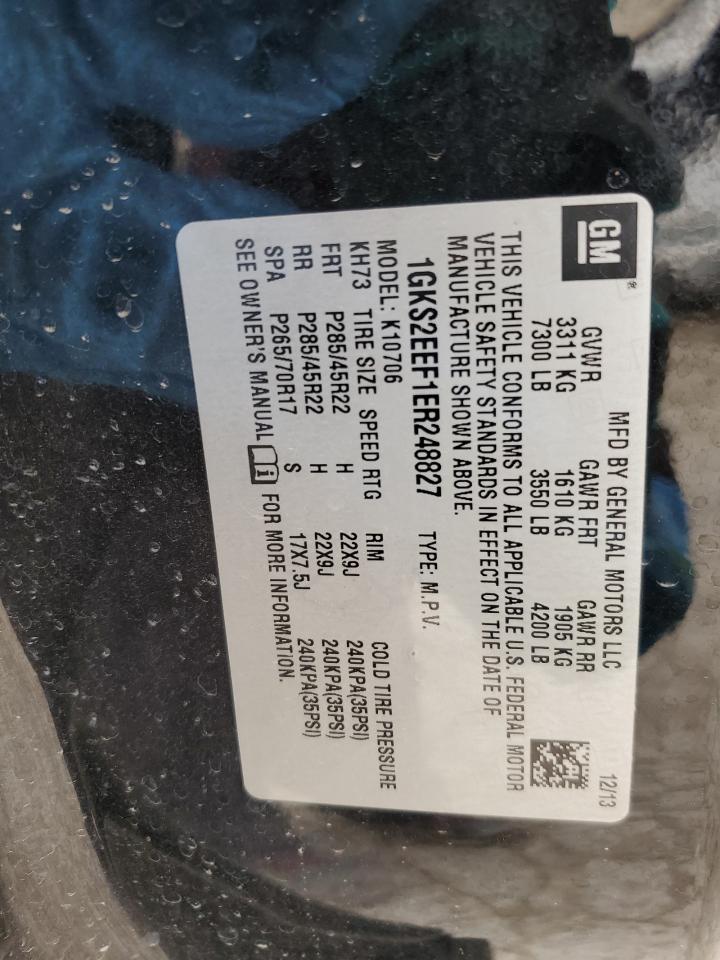 GM®
MFD BY GENERAL MOTORS LLC 12/13
GVWR GAWR FRT GAWR RR
3311 KG 1610 KG 1905 KG
7300 LB 3550 LB 4200 LB
THIS VEHICLE CONFORMS TO ALL APPLICABLE U.S. FEDERAL MOTOR
VEHICLE SAFETY STANDARDS IN EFFECT ON THE DATE OF
MANUFACTURE SHOWN ABOVE.
1GKS2EEF1ER248827 TYPE: M.P.V.
MODEL: K10706
KH73 TIRE SIZE SPEED RTG RIM COLD TIRE PRESSURE
FRT P285/45R22 H 22X9J 240KPA(35PSI)
RR P285/45R22 H 22X9J 240KPA(35PSI)
SPA P265/70R17 S 17X7.5J 240KPA(35PSI)
SEE OWNER'S MANUAL FOR MORE INFORMATION.